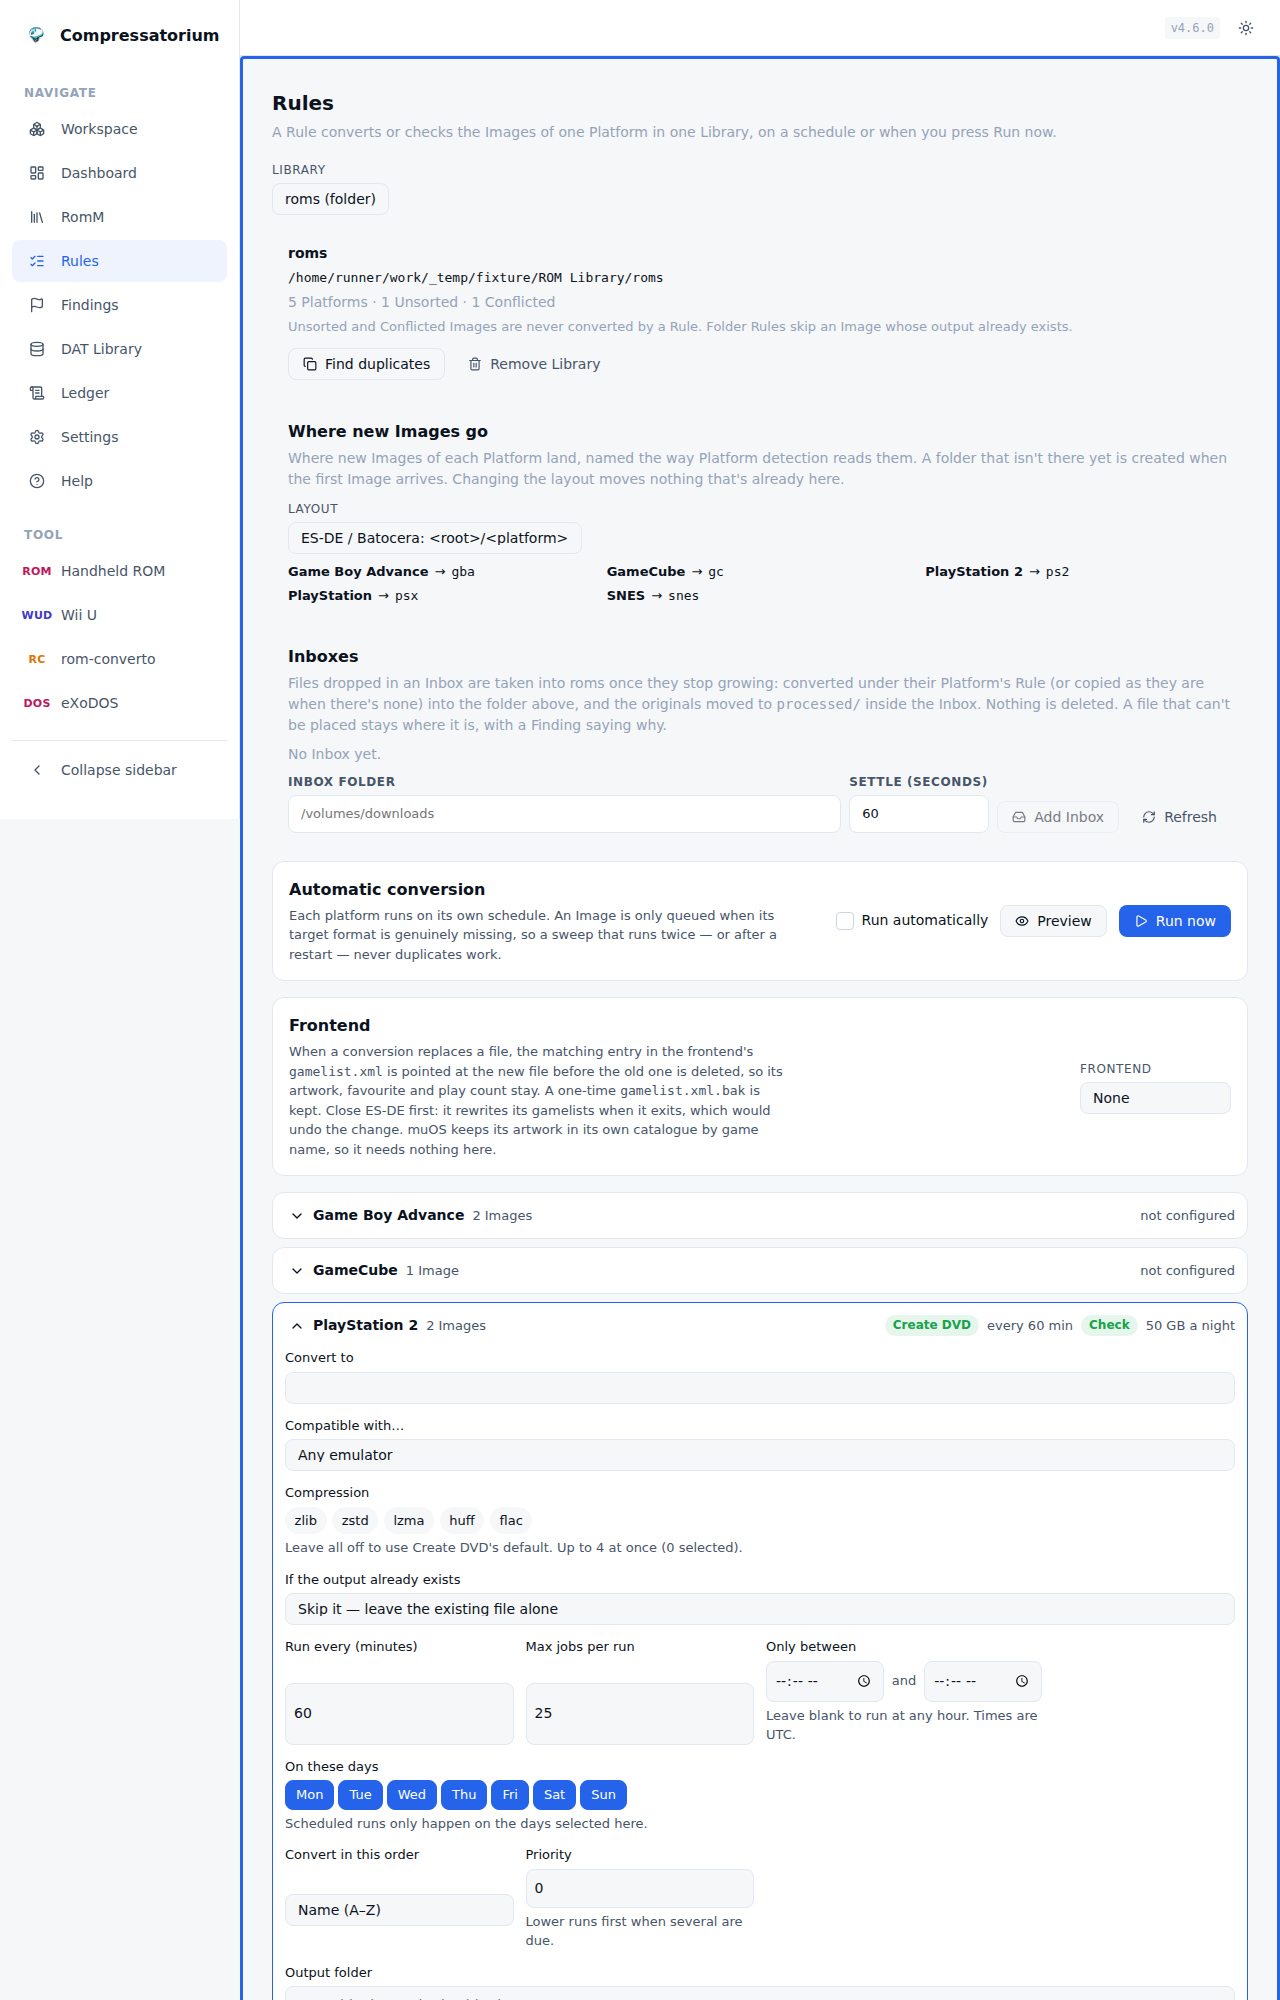 Compressatorium
v4.6.0
NAVIGATE
Workspace
Dashboard
RomM
Rules
Findings
DAT Library
Ledger
Settings
Help
TOOL
ROM Handheld ROM
WUD Wii U
RC rom-converto
DOS eXoDOS
Collapse sidebar
Rules
A Rule converts or checks the Images of one Platform in one Library, on a schedule or when you press Run now.
LIBRARY
roms (folder)
roms
/home/runner/work/_temp/fixture/ROM Library/roms
5 Platforms · 1 Unsorted · 1 Conflicted
Unsorted and Conflicted Images are never converted by a Rule. Folder Rules skip an Image whose output already exists.
Find duplicates Remove Library
Where new Images go
Where new Images of each Platform land, named the way Platform detection reads them. A folder that isn't there yet is created when
the first Image arrives. Changing the layout moves nothing that's already here.
LAYOUT
ES-DE / Batocera: <root>/<platform>
Game Boy Advance → gba GameCube → gc PlayStation 2 → ps2
PlayStation → psx SNES → snes
Inboxes
Files dropped in an Inbox are taken into roms once they stop growing: converted under their Platform's Rule (or copied as they are
when there's none) into the folder above, and the originals moved to processed/ inside the Inbox. Nothing is deleted. A file that can't
be placed stays where it is, with a Finding saying why.
No Inbox yet.
INBOX FOLDER SETTLE (SECONDS)
/volumes/downloads 60 Add Inbox Refresh
Automatic conversion
Each platform runs on its own schedule. An Image is only queued when its
target format is genuinely missing, so a sweep that runs twice — or after a
restart — never duplicates work.
Run automatically Preview Run now
Frontend
When a conversion replaces a file, the matching entry in the frontend's
gamelist.xml is pointed at the new file before the old one is deleted, so its
artwork, favourite and play count stay. A one-time gamelist.xml.bak is
kept. Close ES-DE first: it rewrites its gamelists when it exits, which would
undo the change. muOS keeps its artwork in its own catalogue by game
name, so it needs nothing here.
FRONTEND
None
Game Boy Advance 2 Images not configured
GameCube 1 Image not configured
PlayStation 2 2 Images Create DVD every 60 min Check 50 GB a night
Convert to
Compatible with…
Any emulator
Compression
zlib zstd lzma huff flac
Leave all off to use Create DVD's default. Up to 4 at once (0 selected).
If the output already exists
Skip it — leave the existing file alone
Run every (minutes) Max jobs per run Only between
60 25 --:-- -- and --:-- --
Leave blank to run at any hour. Times are
UTC.
On these days
Mon Tue Wed Thu Fri Sat Sun
Scheduled runs only happen on the days selected here.
Convert in this order Priority
Name (A–Z) 0
Lower runs first when several are
due.
Output folder